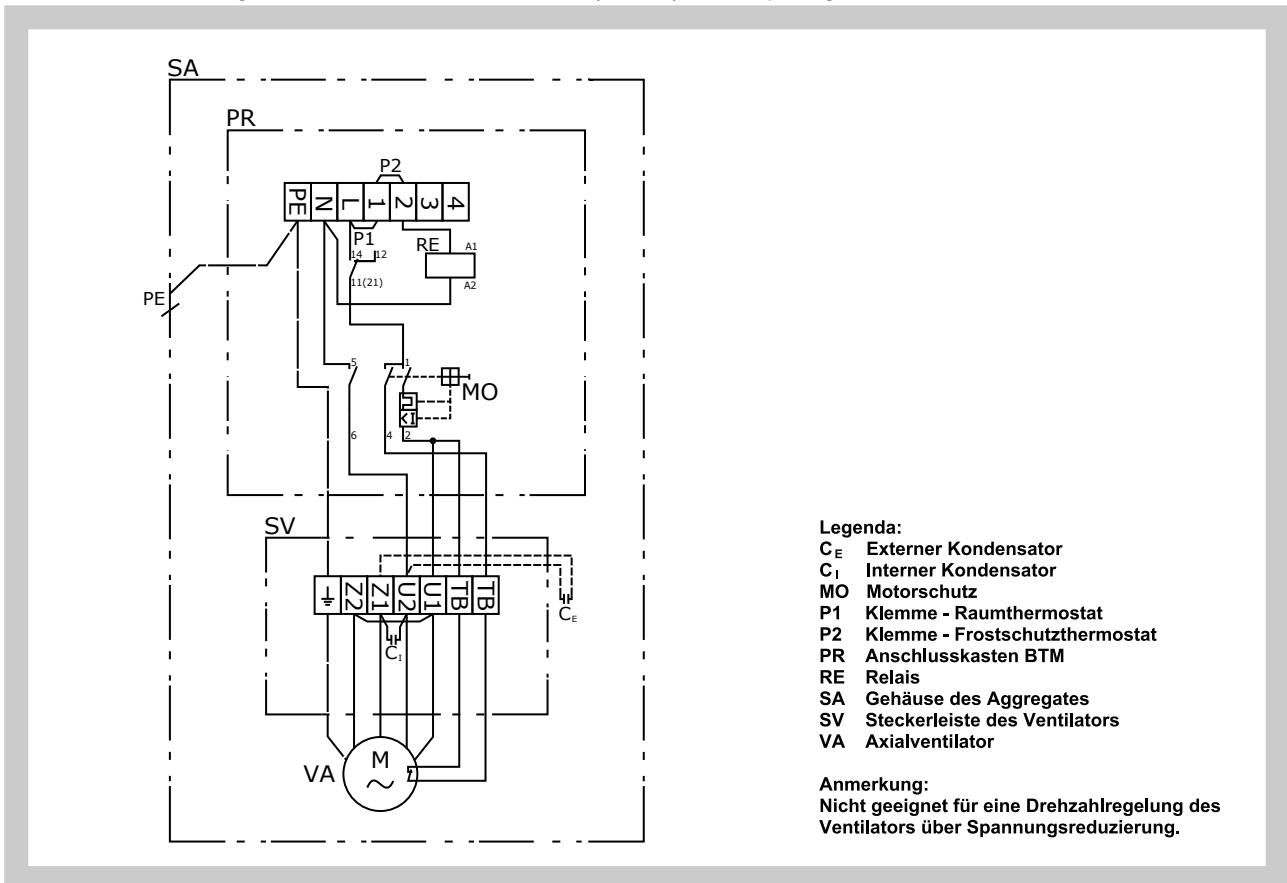 SA
PR
P2
PE N L 1 2 3 4
P1
RE
A1
14
12
11(21)
A2
PE
5
1
MO
I>
6
4
2
SV
Z2 Z1 U2 U1 TB TB
CE
CI
M
VA
Legenda:
CE Externer Kondensator
CI Interner Kondensator
MO Motorschutz
P1 Klemme - Raumthermostat
P2 Klemme - Frostschutzthermostat
PR Anschlusskasten BTM
RE Relais
SA Gehäuse des Aggregates
SV Steckerleiste des Ventilators
VA Axialventilator
Anmerkung:
Nicht geeignet für eine Drehzahlregelung des
Ventilators über Spannungsreduzierung.